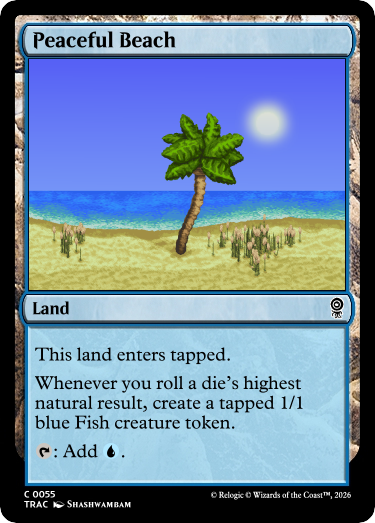 Peaceful Beach
Land
This land enters tapped.
Whenever you roll a die's highest
natural result, create a tapped 1/1
blue Fish creature token.
: Add .
C 0055
TRAC Shashwambam
© Relogic © Wizards of the Coast™, 2026